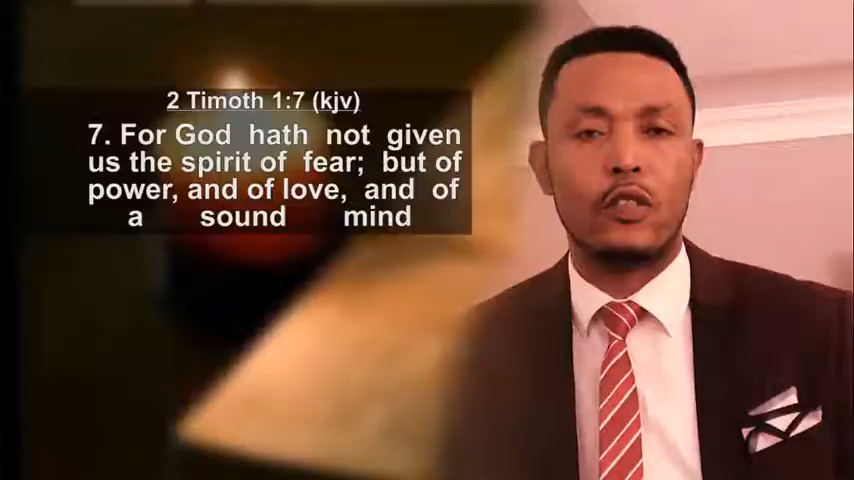 2 Timoth 1:7 (kjv)
7. For God hath not given
us the spirit of fear; but of
power, and of love, and of
a sound mind